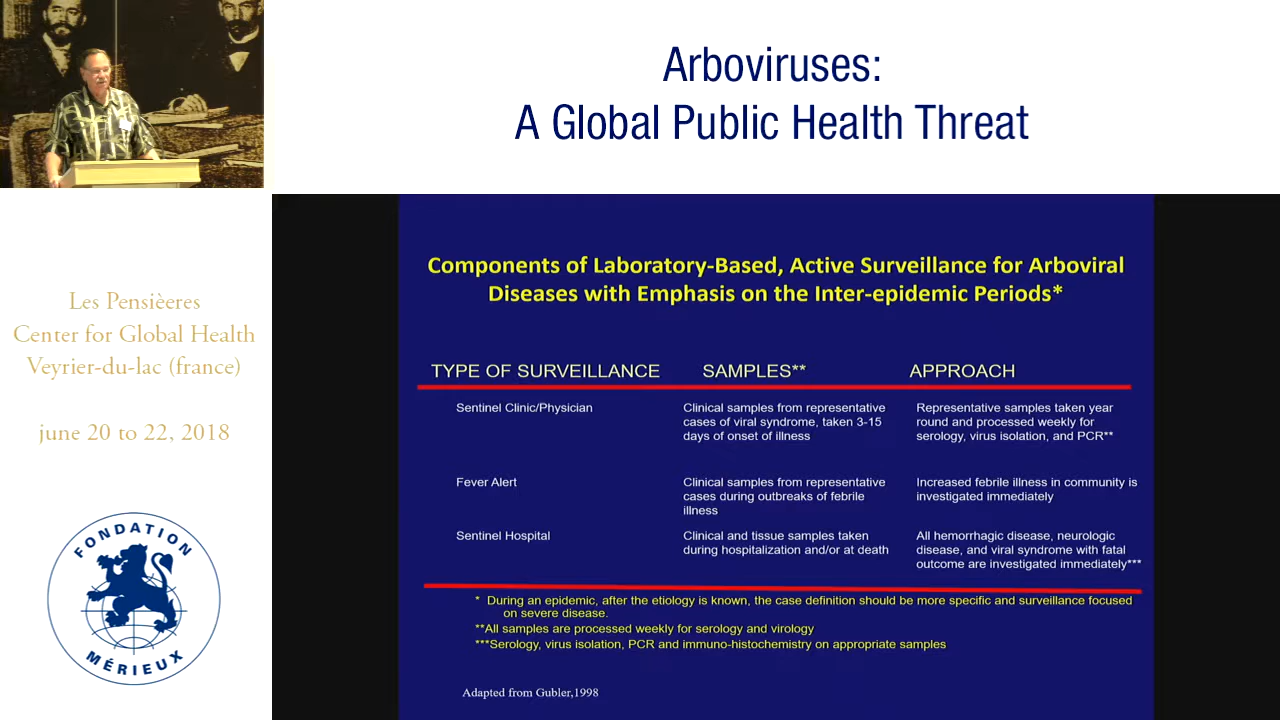 Arboviruses:
A Global Public Health Threat
Les Pensièeres
Center for Global Health
Veyrier-du-lac (france)
june 20 to 22, 2018
FONDATION
MÉRIEUX
Components of Laboratory-Based, Active Surveillance for Arboviral
Diseases with Emphasis on the Inter-epidemic Periods*
TYPE OF SURVEILLANCE SAMPLES** APPROACH
Sentinel Clinic/Physician
Clinical samples from representative
cases of viral syndrome, taken 3-15
days of onset of illness
Representative samples taken year
round and processed weekly for
serology, virus isolation, and PCR**
Fever Alert
Clinical samples from representative
cases during outbreaks of febrile
illness
Increased febrile illness in community is
investigated immediately
Sentinel Hospital
Clinical and tissue samples taken
during hospitalization and/or at death
All hemorrhagic disease, neurologic
disease, and viral syndrome with fatal
outcome are investigated immediately***
* During an epidemic, after the etiology is known, the case definition should be more specific and surveillance focused
on severe disease.
**All samples are processed weekly for serology and virology
***Serology, virus isolation, PCR and immuno-histochemistry on appropriate samples
Adapted from Gubler,1998